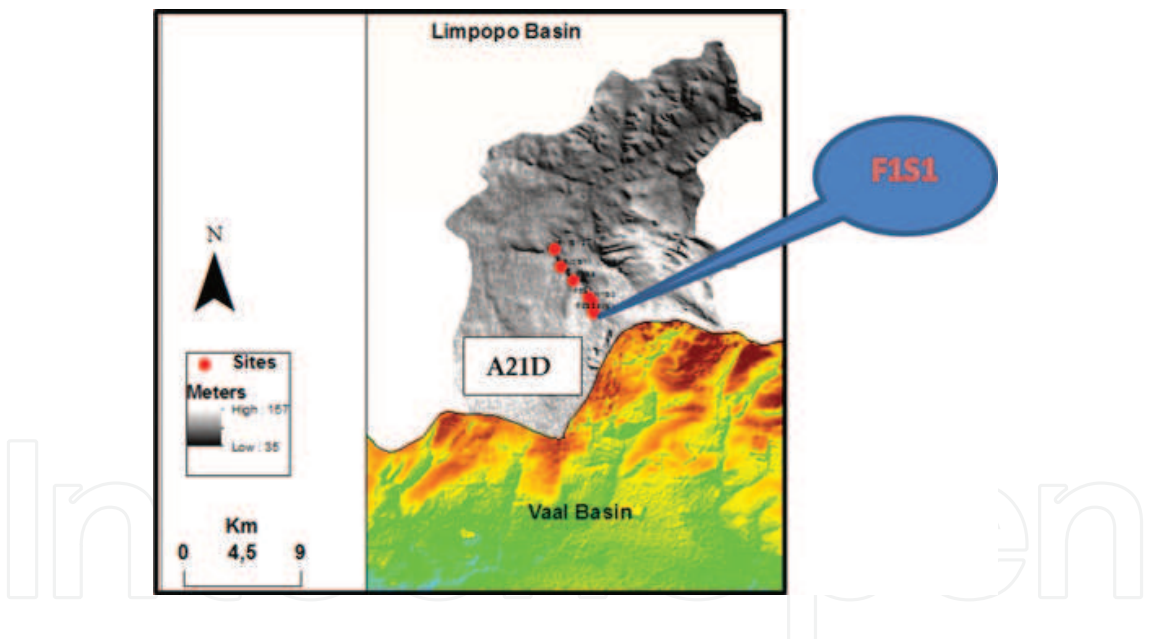 Limpopo Basin
F1S1
N
A21D
Sites
Meters
High : 157
Low : 35
Vaal Basin
Km
0 4,5 9